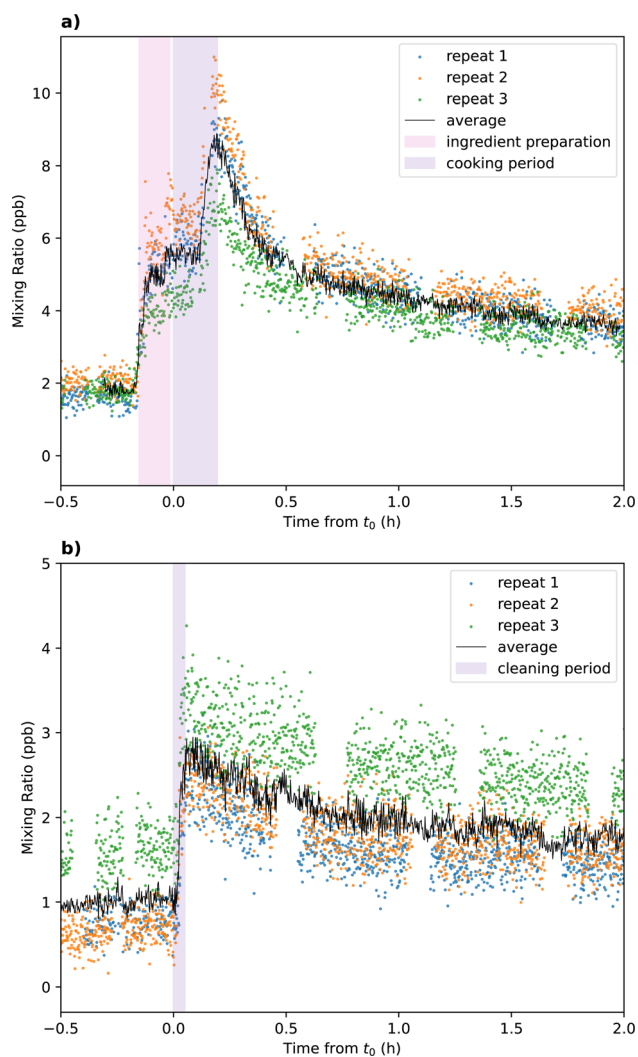 a)
Mixing Ratio (ppb)
10
8
6
4
2
0
repeat 1
repeat 2
repeat 3
average
ingredient preparation
cooking period
−0.5 0.0 0.5 1.0 1.5 2.0
Time from t₀ (h)
b)
Mixing Ratio (ppb)
5
4
3
2
1
0
repeat 1
repeat 2
repeat 3
average
cleaning period
−0.5 0.0 0.5 1.0 1.5 2.0
Time from t₀ (h)